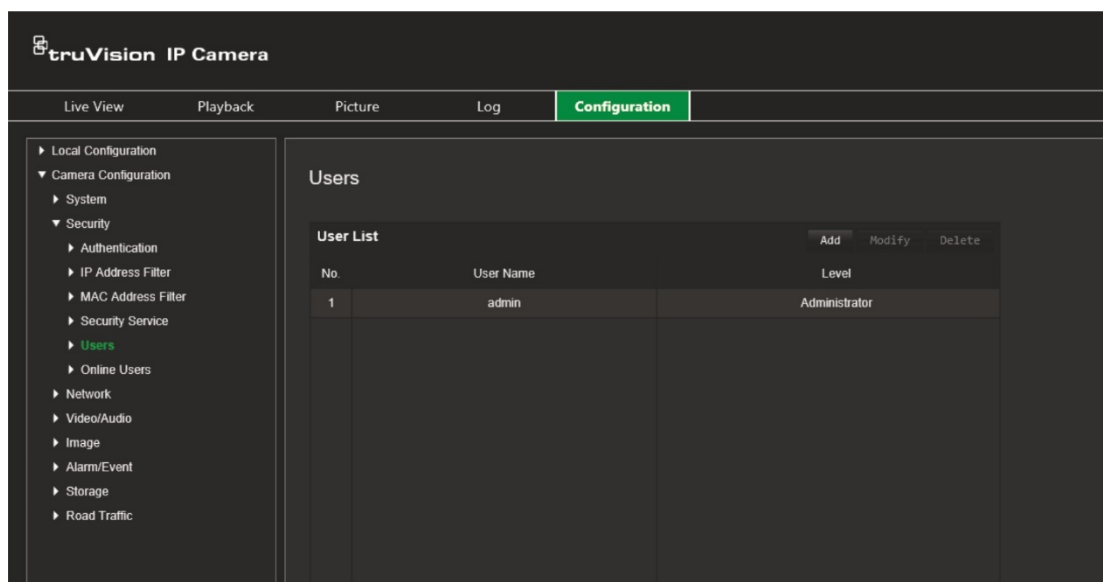 truVision IP Camera
Live View Playback Picture Log Configuration
Local Configuration
Camera Configuration
System
Security
Authentication
IP Address Filter
MAC Address Filter
Security Service
Users
Online Users
Network
Video/Audio
Image
Alarm/Event
Storage
Road Traffic
Users
User List Add Modify Delete
No. User Name Level
1 admin Administrator